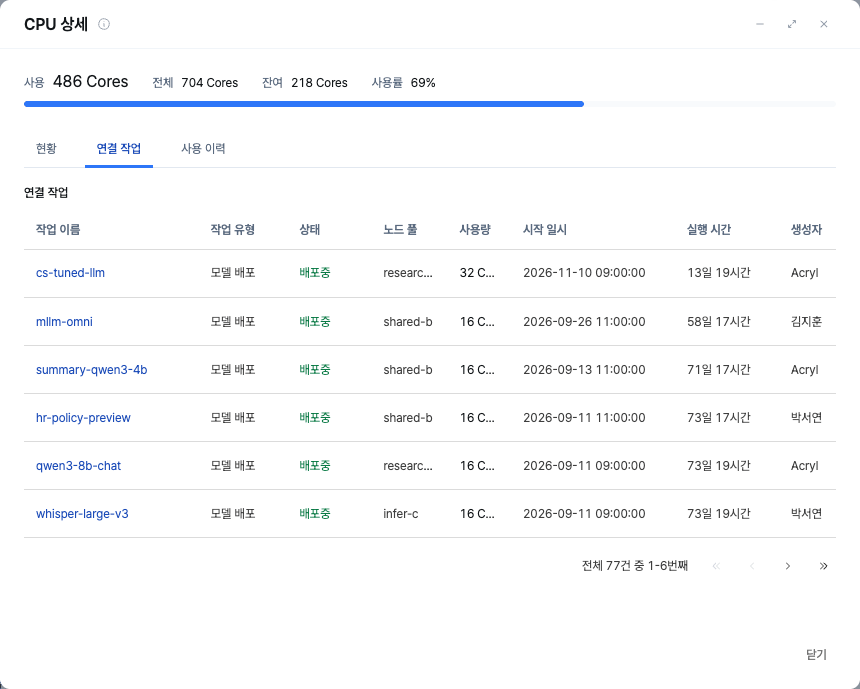 CPU 상세
사용 486 Cores 전체 704 Cores 잔여 218 Cores 사용률 69%
현황 연결 작업 사용 이력
연결 작업
작업 이름 작업 유형 상태 노드 풀 사용량 시작 일시 실행 시간 생성자
cs-tuned-llm 모델 배포 배포중 researc... 32 C... 2026-11-10 09:00:00 13일 19시간 Acryl
mllm-omni 모델 배포 배포중 shared-b 16 C... 2026-09-26 11:00:00 58일 17시간 김지훈
summary-qwen3-4b 모델 배포 배포중 shared-b 16 C... 2026-09-13 11:00:00 71일 17시간 Acryl
hr-policy-preview 모델 배포 배포중 shared-b 16 C... 2026-09-11 11:00:00 73일 17시간 박서연
qwen3-8b-chat 모델 배포 배포중 researc... 16 C... 2026-09-11 09:00:00 73일 19시간 Acryl
whisper-large-v3 모델 배포 배포중 infer-c 16 C... 2026-09-11 09:00:00 73일 19시간 박서연
전체 77건 중 1-6번째
닫기